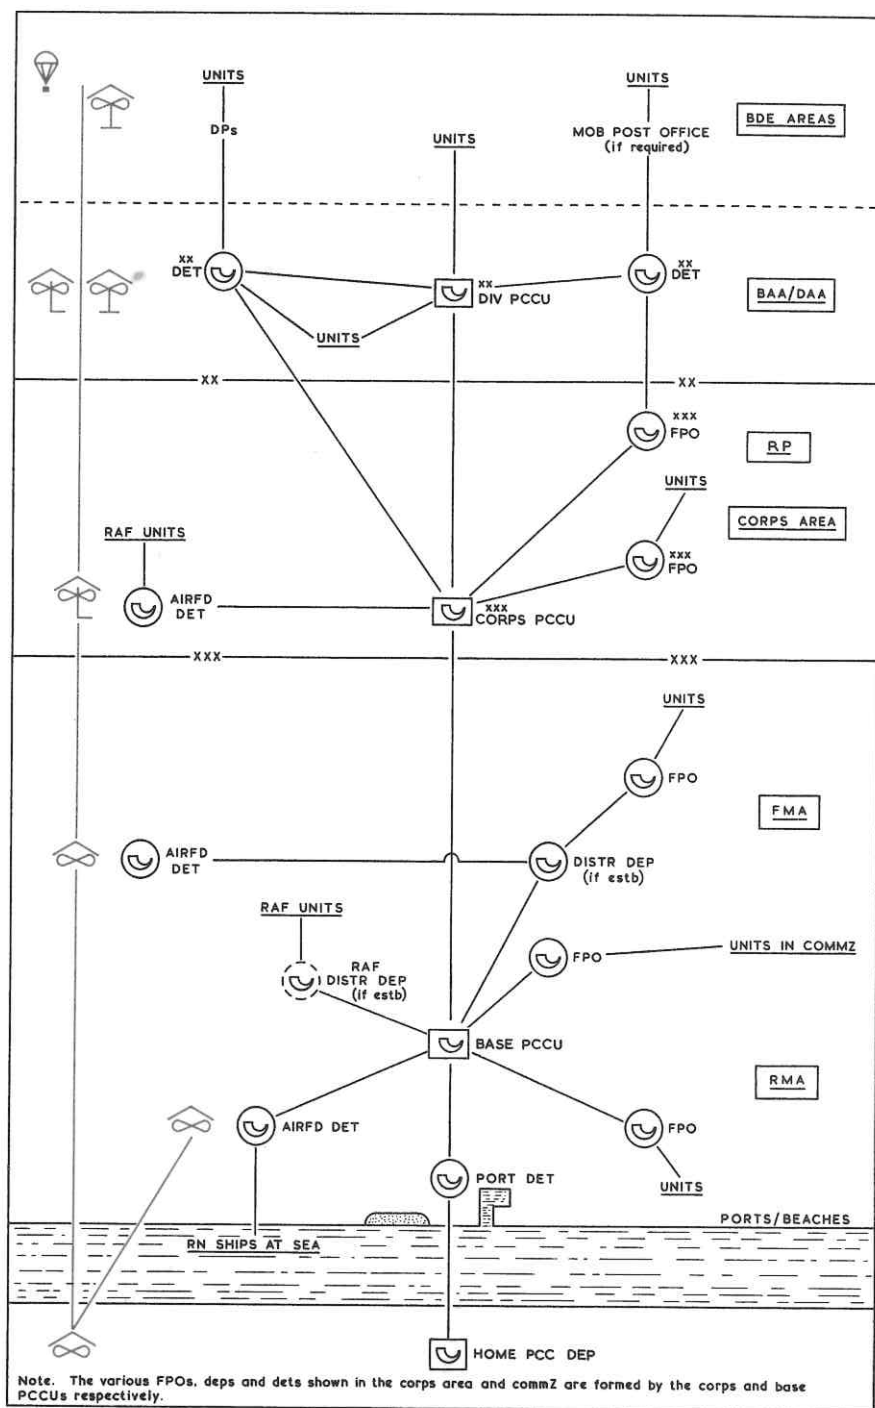 UNITS
UNITS
DPs
MOB POST OFFICE
(if required)
UNITS
BDE AREAS
xx
DET
xx
DIV PCCU
xx
DET
BAA/DAA
UNITS
XX
XX
xxx
FPO
RP
UNITS
CORPS AREA
RAF UNITS
xxx
FPO
AIRFD
DET
xxx
CORPS PCCU
XXX
XXX
UNITS
FPO
FMA
AIRFD
DET
DISTR DEP
(if estb)
RAF UNITS
UNITS IN COMMZ
FPO
RAF
DISTR DEP
(if estb)
BASE PCCU
RMA
AIRFD DET
FPO
PORT DET
UNITS
PORTS/BEACHES
RN SHIPS AT SEA
HOME PCC DEP
Note. The various FPOs, deps and dets shown in the corps area and commZ are formed by the corps and base
PCCUs respectively.